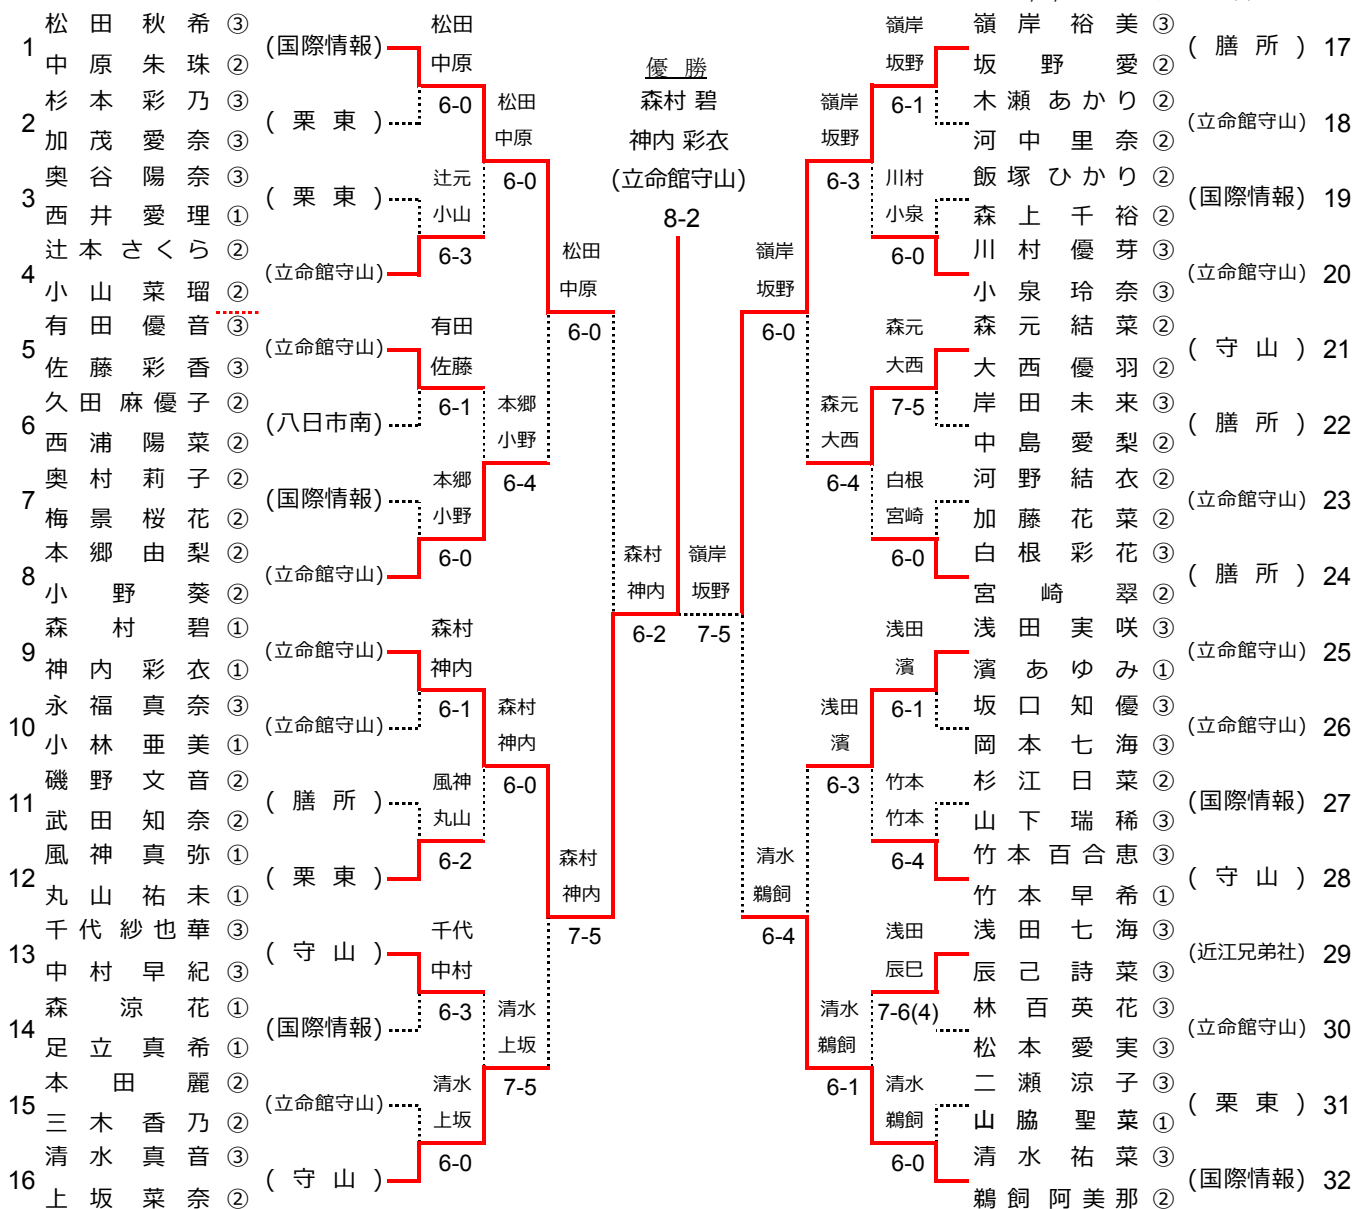 1 松田秋希③ (国際情報)
中原朱珠②
2 杉本彩乃③ (栗東)
加茂愛奈③
3 奥谷陽奈③ (栗東)
西井愛理①
4 辻本さくら② (立命館守山)
小山菜瑠②
5 有田優音③ (立命館守山)
佐藤彩香③
6 久田麻優子② (八日市南)
西浦陽菜②
7 奥村莉子② (国際情報)
梅景桜花②
8 本郷由梨② (立命館守山)
小野葵②
9 森村碧① (立命館守山)
神内彩衣①
10 永福真奈③ (立命館守山)
小林亜美①
11 磯野文音② (膳所)
武田知奈②
12 風神真弥① (栗東)
丸山祐未①
13 千代紗也華③ (守山)
中村早紀③
14 森涼花① (国際情報)
足立真希①
15 本田麗② (立命館守山)
三木香乃②
16 清水真音③ (守山)
上坂菜奈②
松田
中原
6-0
辻元
小山
6-3
有田
佐藤
6-1
本郷
小野
6-0
森村
神内
6-1
風神
丸山
6-2
千代
中村
6-3
清水
上坂
6-0
松田
中原
6-0
本郷
小野
6-4
森村
神内
6-0
清水
上坂
7-5
松田
中原
6-0
森村
神内
7-5
森村
神内
6-2
優勝
森村 碧
神内 彩衣
(立命館守山)
8-2
嶺岸
坂野
7-5
嶺岸
坂野
6-0
清水
鵜飼
6-4
嶺岸
坂野
6-3
森元
大西
6-4
浅田
濱
6-3
清水
鵜飼
6-1
嶺岸
坂野
6-1
川村
小泉
6-0
森元
大西
7-5
白根
宮崎
6-0
浅田
濱
6-1
竹本
竹本
6-4
浅田
辰巳
7-6(4)
清水
鵜飼
6-0
嶺岸裕美③ (膳所) 17
坂野愛②
木瀬あかり② (立命館守山) 18
河中里奈②
飯塚ひかり② (国際情報) 19
森上千裕②
川村優芽③ (立命館守山) 20
小泉玲奈③
森元結菜② (守山) 21
大西優羽②
岸田未来③ (膳所) 22
中島愛梨②
河野結衣② (立命館守山) 23
加藤花菜②
白根彩花③ (膳所) 24
宮崎翠②
浅田実咲③ (立命館守山) 25
濱あゆみ①
坂口知優③ (立命館守山) 26
岡本七海③
杉江日菜② (国際情報) 27
山下瑞稀③
竹本百合恵③ (守山) 28
竹本早希①
浅田七海③ (近江兄弟社) 29
辰己詩菜③
林百英花③ (立命館守山) 30
松本愛実③
二瀬涼子③ (栗東) 31
山脇聖菜①
清水祐菜③ (国際情報) 32
鵜飼阿美那②